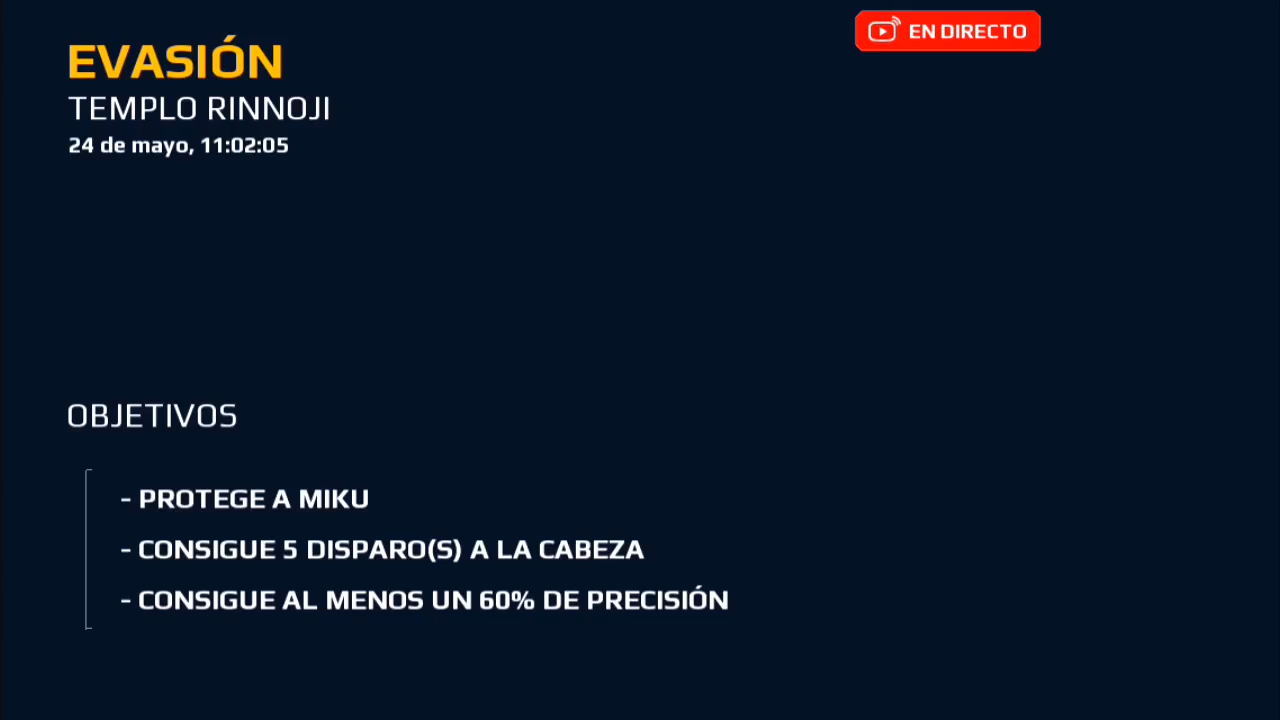 EVASIÓN
EN DIRECTO
TEMPLO RINNOJI
24 de mayo, 11:02:05
OBJETIVOS
- PROTEGE A MIKU
- CONSIGUE 5 DISPARO(S) A LA CABEZA
- CONSIGUE AL MENOS UN 60% DE PRECISIÓN